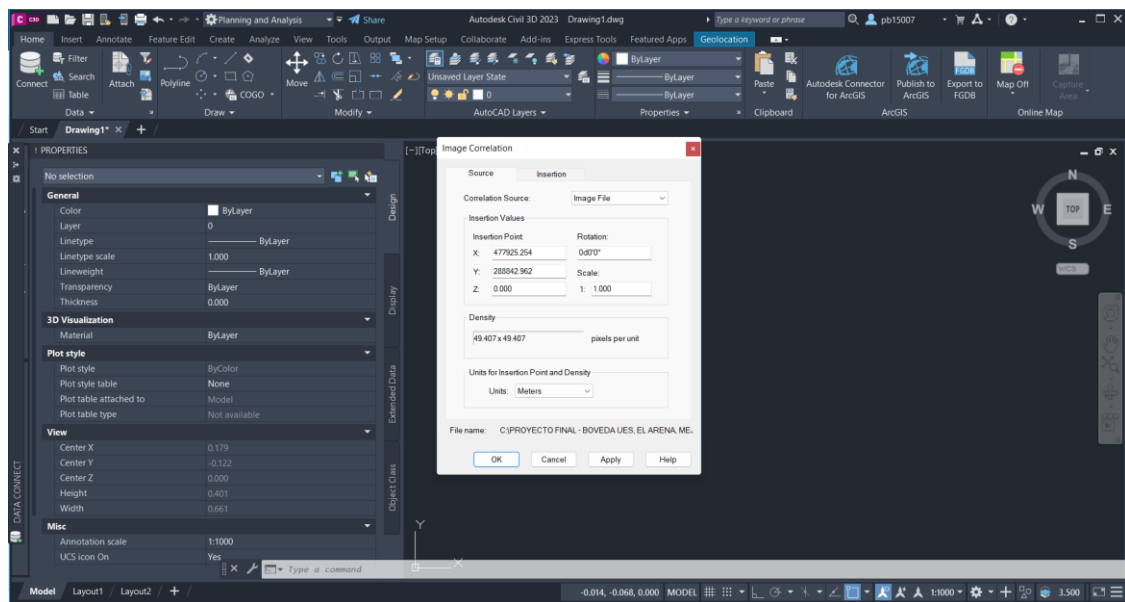 C C3D Planning and Analysis Share Autodesk Civil 3D 2023 Drawing1.dwg Type a keyword or phrase pb15007
Home Insert Annotate Feature Edit Create Analyze View Tools Output Map Setup Collaborate Add-ins Express Tools Featured Apps Geolocation
Connect
Filter
Search
Table
Data
Attach
Polyline
COGO
Draw
Move
Modify
Unsaved Layer State
0
AutoCAD Layers
ByLayer
ByLayer
ByLayer
Properties
Paste
Clipboard
Autodesk Connector
for ArcGIS
Publish to
ArcGIS
Export to
FGDB
ArcGIS
Map Off
Capture
Area
Online Map
Start Drawing1*
PROPERTIES
No selection
General
Color ByLayer
Layer 0
Linetype ByLayer
Linetype scale 1.000
Lineweight ByLayer
Transparency ByLayer
Thickness 0.000
3D Visualization
Material ByLayer
Plot style
Plot style ByColor
Plot style table None
Plot table attached to Model
Plot table type Not available
View
Center X 0.179
Center Y -0.122
Center Z 0.000
Height 0.401
Width 0.661
Misc
Annotation scale 1:1000
UCS icon On Yes
Design
Display
Extended Data
Object Class
DATA CONNECT
[-][Top]
Image Correlation
Source Insertion
Correlation Source: Image File
Insertion Values
Insertion Point: Rotation:
X: 477925.254 0d0'0"
Y: 288842.962 Scale:
Z: 0.000 1: 1.000
Density
49.407 x 49.407 pixels per unit
Units for Insertion Point and Density
Units: Meters
File name: C:\PROYECTO FINAL - BOVEDA UES, EL ARENA, ME..
OK Cancel Apply Help
N
W TOP E
S
WCS
Y
X
Type a command
Model Layout1 Layout2 -0.014, -0.068, 0.000 MODEL 1:1000 3.500